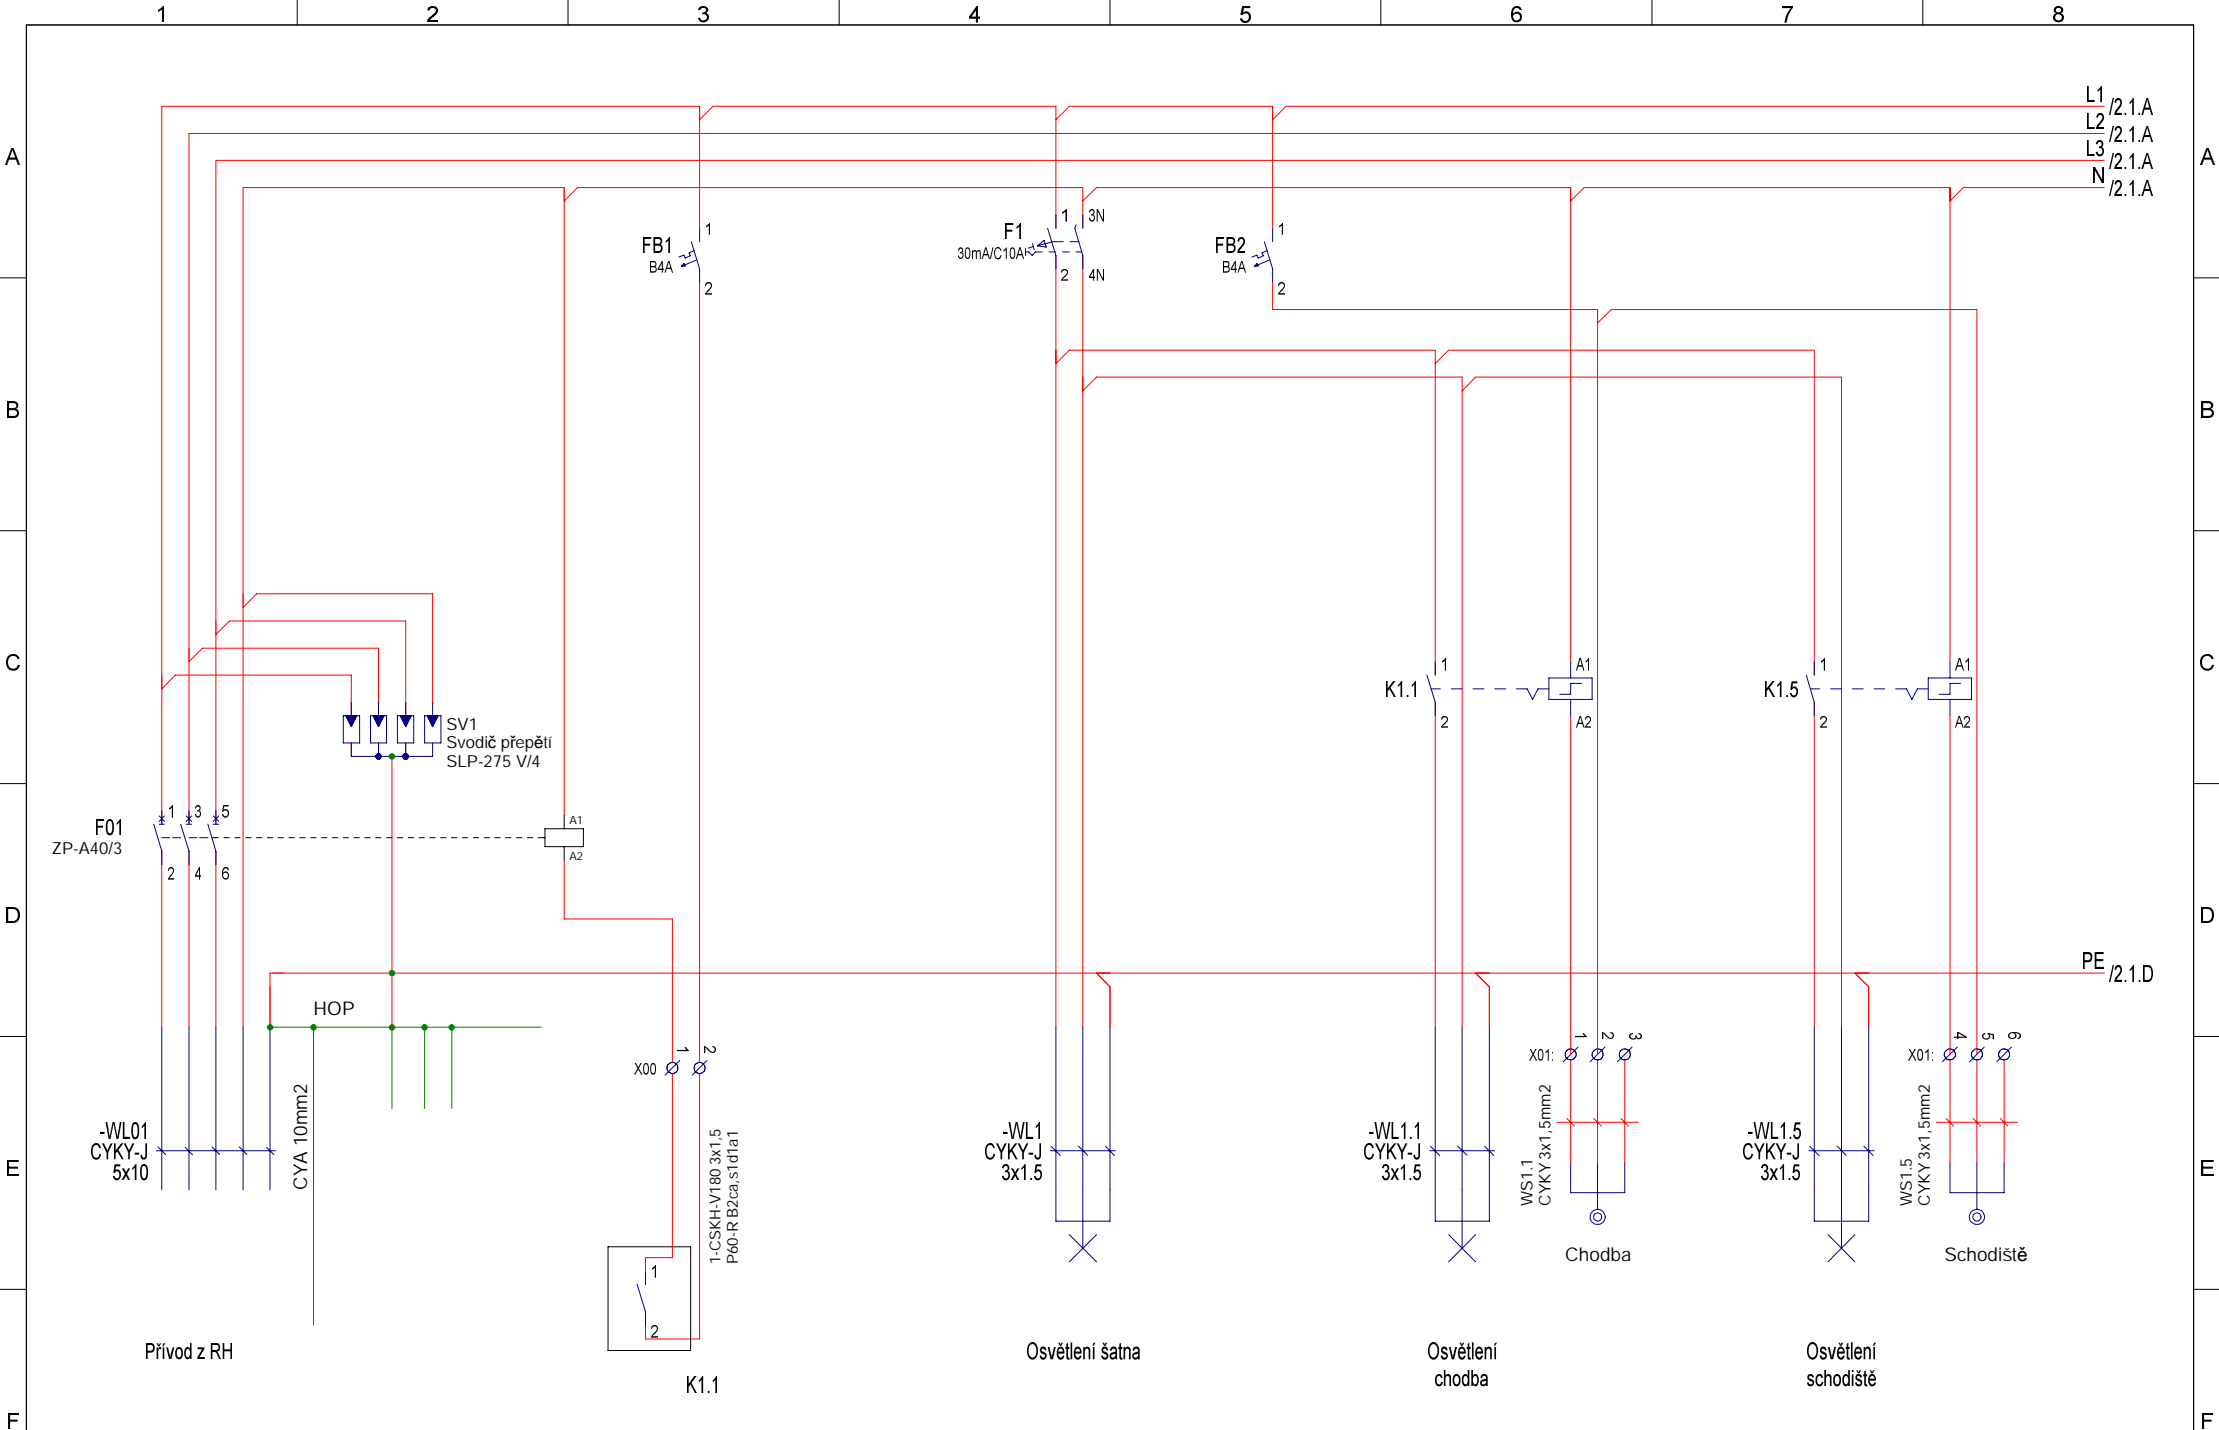 1 2 3 4 5 6 7 8
L1 /2.1.A
L2 /2.1.A
L3 /2.1.A
N /2.1.A
A A
FB1
B4A
1
2
F1
30mA/C10A
1 3N
2 4N
FB2
B4A
1
2
B B
C C
SV1
Svodič přepětí
SLP-275 V/4
K1.1
1
2
A1
A2
K1.5
1
2
A1
A2
F01
ZP-A40/3
1 3 5
2 4 6
A1
A2
D D
PE /2.1.D
HOP
X00 1 2
X01: 1 2 3
X01: 4 5 6
-WL01
CYKY-J
5x10
CYA 10mm2
1-CSKH-V180 3x1,5
P60-R B2ca,s1d1a1
-WL1
CYKY-J
3x1.5
-WL1.1
CYKY-J
3x1.5
WS1.1
CYKY 3x1,5mm2
-WL1.5
CYKY-J
3x1.5
WS1.5
CYKY 3x1,5mm2
E E
Chodba
Schodiště
1
2
Přívod z RH
K1.1
Osvětlení šatna
Osvětlení
chodba
Osvětlení
schodiště
F F